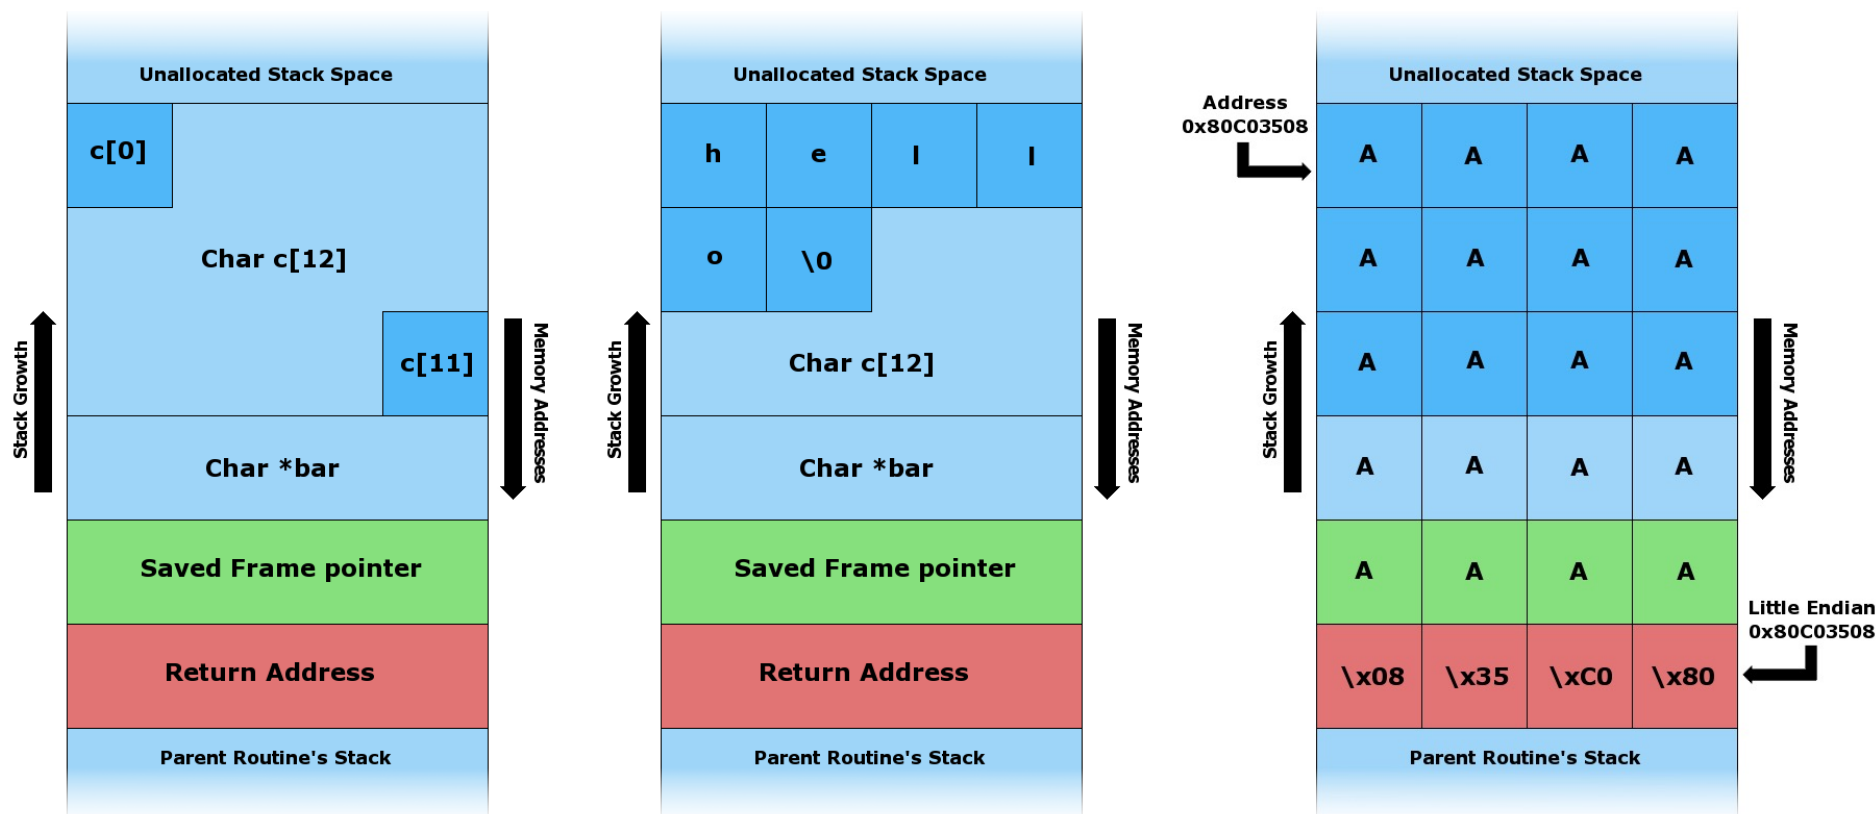 Unallocated Stack Space
c[0]
Char c[12]
c[11]
Stack Growth
Memory Addresses
Char *bar
Saved Frame pointer
Return Address
Parent Routine's Stack
Unallocated Stack Space
h e l l
o \0
Char c[12]
Stack Growth
Memory Addresses
Char *bar
Saved Frame pointer
Return Address
Parent Routine's Stack
Unallocated Stack Space
Address
0x80C03508
A A A A
A A A A
A A A A
Stack Growth
Memory Addresses
A A A A
A A A A
Little Endian
0x80C03508
\x08 \x35 \xC0 \x80
Parent Routine's Stack